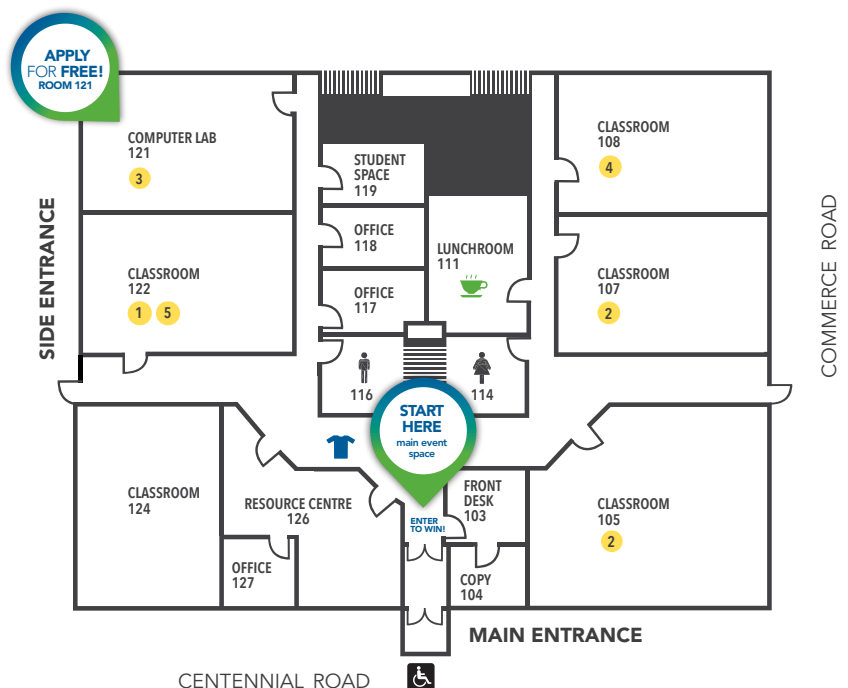 APPLY
FOR FREE!
ROOM 121
COMPUTER LAB
121
3
STUDENT
SPACE
119
CLASSROOM
108
4
OFFICE
118
LUNCHROOM
111
CLASSROOM
122
1 5
OFFICE
117
CLASSROOM
107
2
SIDE ENTRANCE
COMMERCE ROAD
116
114
START
HERE
main event
space
CLASSROOM
124
RESOURCE CENTRE
126
ENTER
TO WIN!
FRONT
DESK
103
CLASSROOM
105
2
OFFICE
127
COPY
104
MAIN ENTRANCE
CENTENNIAL ROAD